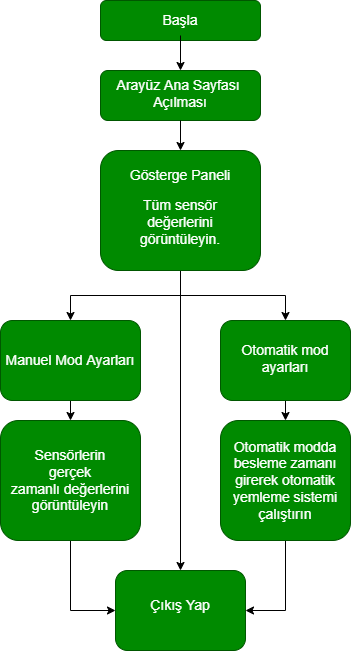 Başla
Arayüz Ana Sayfası
Açılması
Gösterge Paneli
Tüm sensör
değerlerini
görüntüleyin.
Manuel Mod Ayarları
Otomatik mod
ayarları
Sensörlerin
gerçek
zamanlı değerlerini
görüntüleyin
Otomatik modda
besleme zamanı
girerek otomatik
yemleme sistemi
çalıştırın
Çıkış Yap